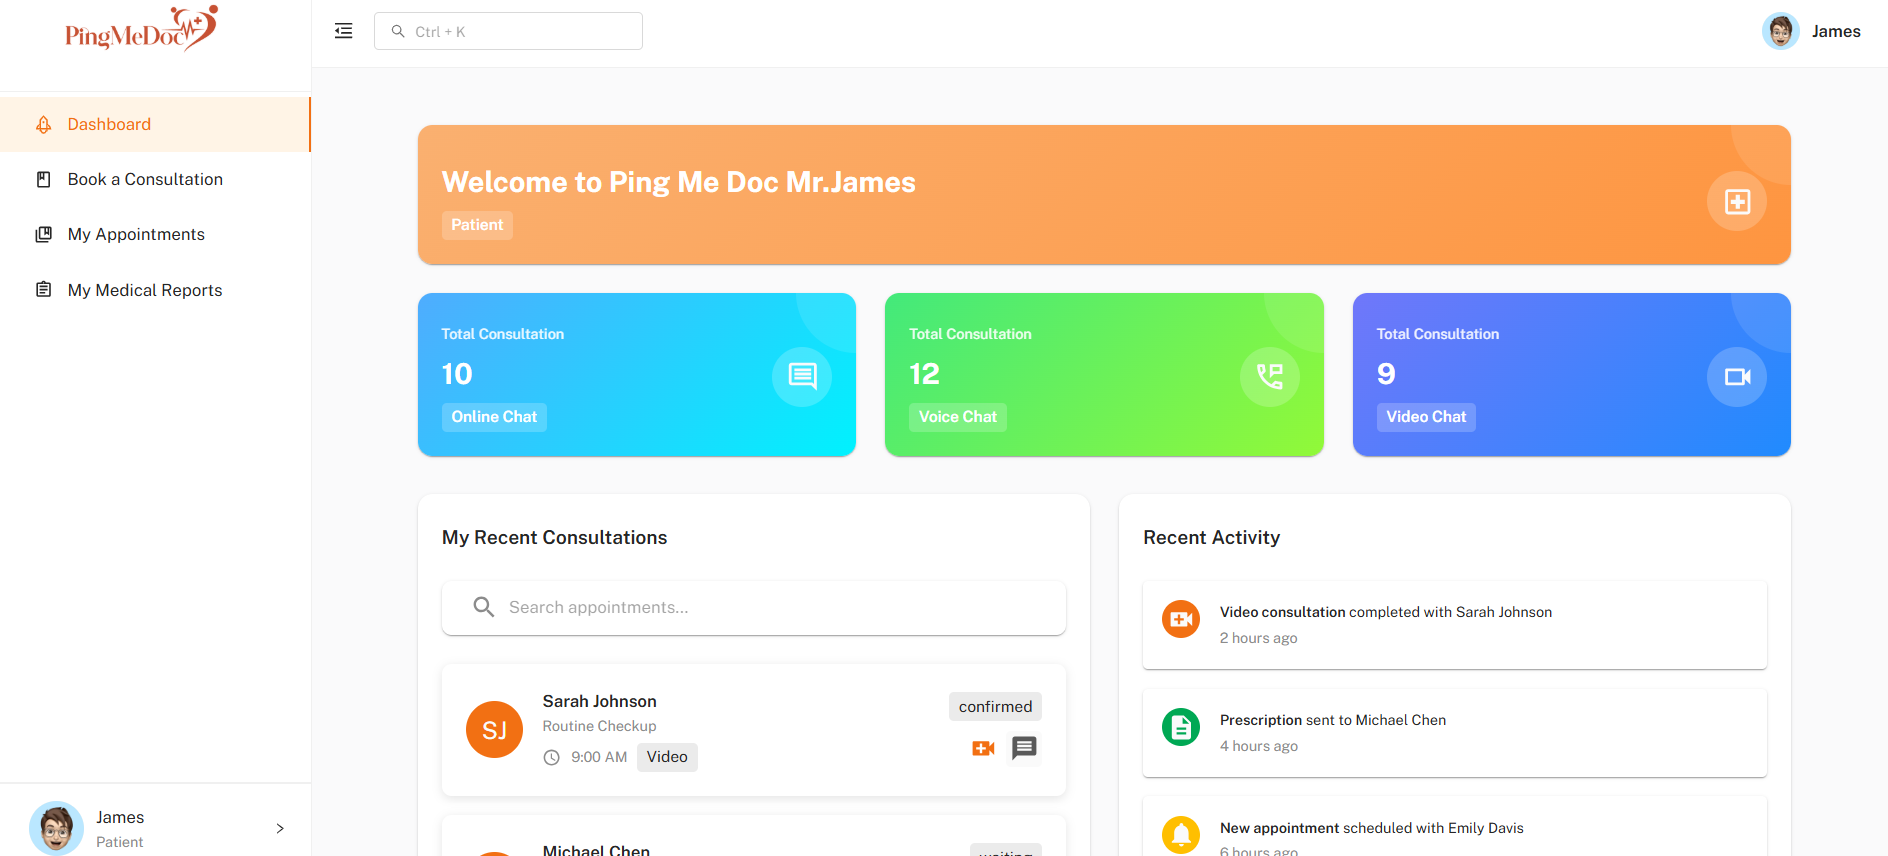 PingMeDoc
Ctrl + K
James
Dashboard
Book a Consultation
My Appointments
My Medical Reports
Welcome to Ping Me Doc Mr.James
Patient
Total Consultation
10
Online Chat
Total Consultation
12
Voice Chat
Total Consultation
9
Video Chat
My Recent Consultations
Search appointments...
SJ
Sarah Johnson
Routine Checkup
9:00 AM
Video
confirmed
Michael Chen
waiting
Recent Activity
Video consultation completed with Sarah Johnson
2 hours ago
Prescription sent to Michael Chen
4 hours ago
New appointment scheduled with Emily Davis
6 hours ago
James
Patient